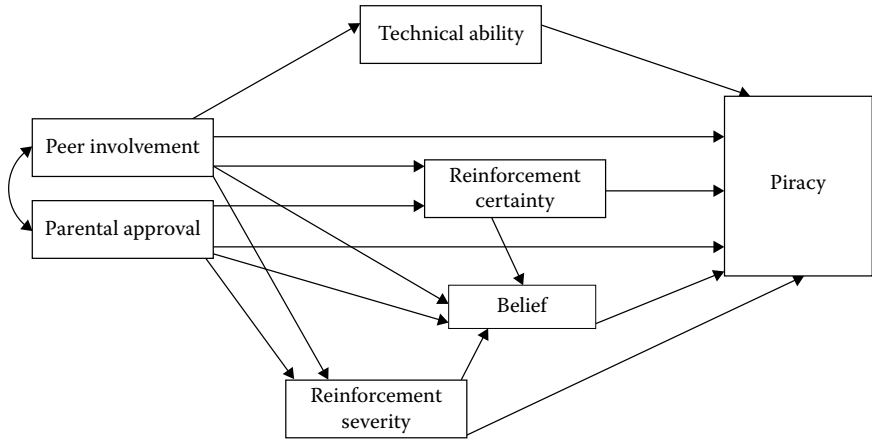 Technical ability
Peer involvement
Reinforcement
certainty
Piracy
Parental approval
Belief
Reinforcement
severity